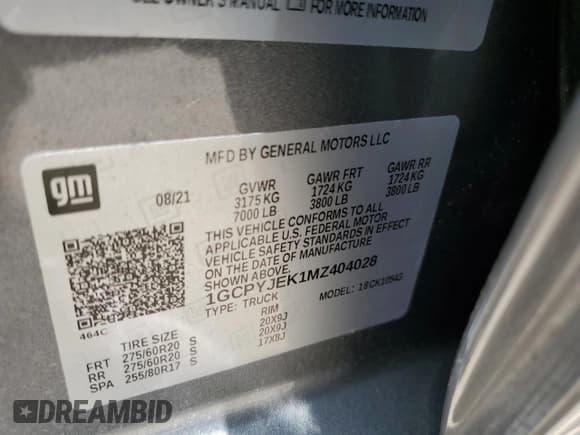 SEE OWNER'S MANUAL FOR MORE INFORMATION.
MFD BY GENERAL MOTORS LLC
gm
08/21 GVWR GAWR FRT GAWR RR
3175 KG 1724 KG 1724 KG
7000 LB 3800 LB 3800 LB
THIS VEHICLE CONFORMS TO ALL
APPLICABLE U.S. FEDERAL MOTOR
VEHICLE SAFETY STANDARDS IN EFFECT
ON THE DATE OF MANUFACTURE
SHOWN ABOVE.
1GCPYJEK1MZ404028
TYPE: TRUCK MODEL:
464C
TIRE SIZE RIM
FRT 275/60R20 S 20X9J
RR 275/60R20 S 20X9J
SPA 255/80R17 S 17X8J
DREAMBID